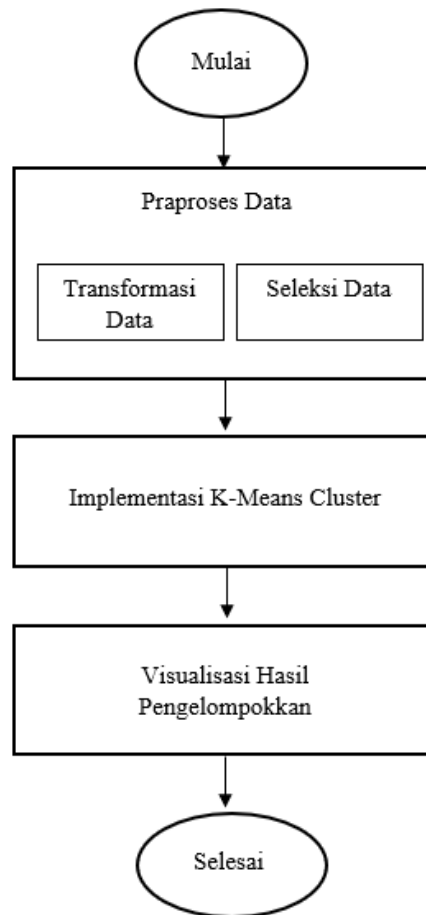 Mulai
Praproses Data
Transformasi
Data
Seleksi Data
Implementasi K-Means Cluster
Visualisasi Hasil
Pengelompokkan
Selesai